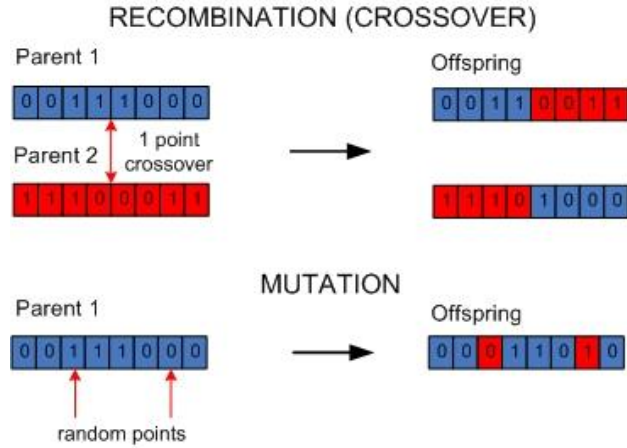 RECOMBINATION (CROSSOVER)
Parent 1
Offspring
0 0 1 1 1 0 0 0
0 0 1 1 0 0 1 1
1 point
crossover
Parent 2
1 1 1 0 0 0 1 1
1 1 1 0 1 0 0 0
MUTATION
Parent 1
Offspring
0 0 1 1 1 0 0 0
0 0 0 1 1 0 1 0
random points